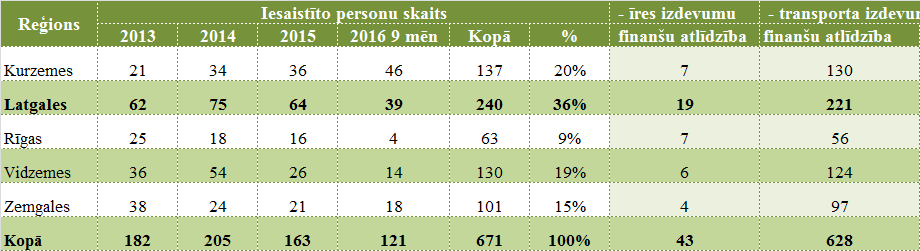 Reģions Iesaistīto personu skaits - īres izdevumu finanšu atlīdzība - transporta izdevu finanšu atlīdzība
2013 2014 2015 2016 9 mēn Kopā %
Kurzemes 21 34 36 46 137 20% 7 130
Latgales 62 75 64 39 240 36% 19 221
Rīgas 25 18 16 4 63 9% 7 56
Vidzemes 36 54 26 14 130 19% 6 124
Zemgales 38 24 21 18 101 15% 4 97
Kopā 182 205 163 121 671 100% 43 628